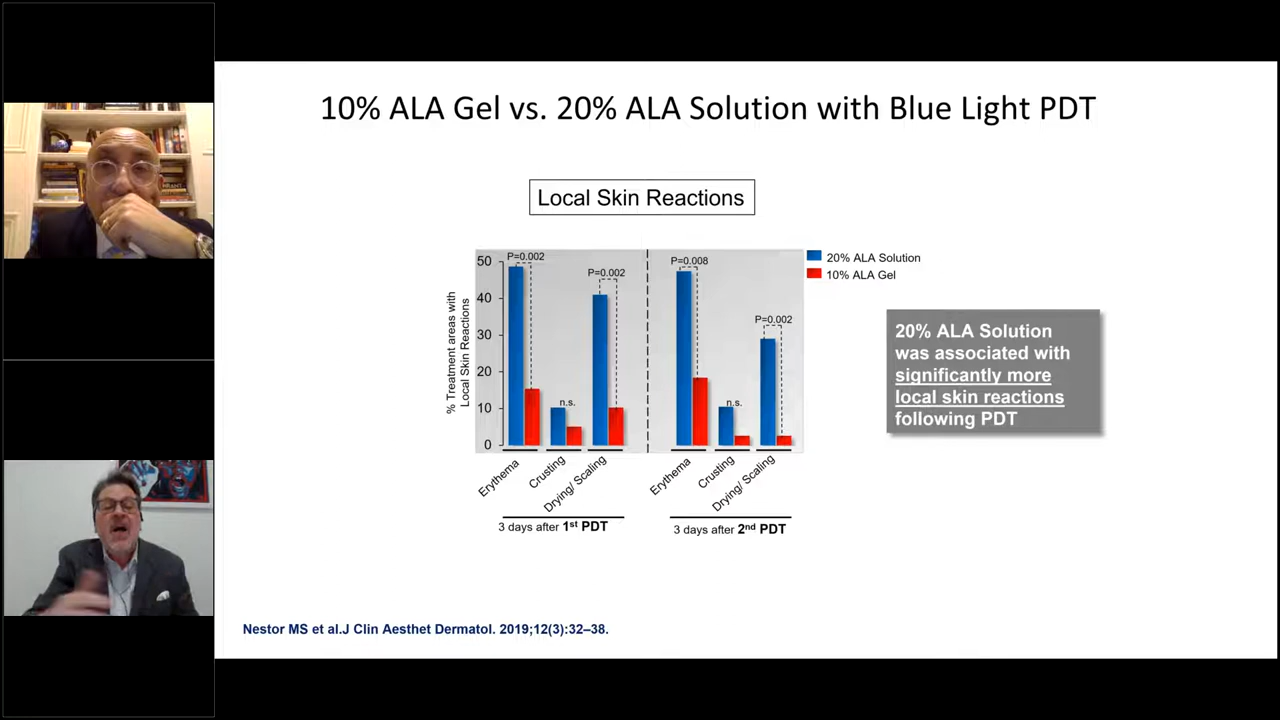 10% ALA Gel vs. 20% ALA Solution with Blue Light PDT
Local Skin Reactions
20% ALA Solution
10% ALA Gel
% Treatment areas with
Local Skin Reactions
50
40
30
20
10
0
P=0.002
n.s.
P=0.002
P=0.008
n.s.
P=0.002
Erythema
Crusting
Drying/ Scaling
Erythema
Crusting
Drying/ Scaling
3 days after 1st PDT
3 days after 2nd PDT
20% ALA Solution
was associated with
significantly more
local skin reactions
following PDT
Nestor MS et al.J Clin Aesthet Dermatol. 2019;12(3):32–38.